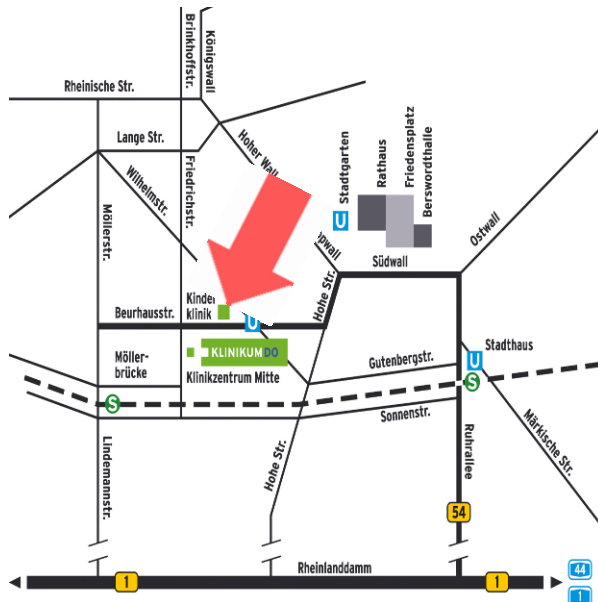 Brinkhoffstr.
Königswall
Rheinische Str.
Lange Str.
Hoher Wall
Stadtgarten
Rathaus
Friedensplatz
Berswordthalle
Wilhelmstr.
Friedrichstr.
Möllerstr.
U
Ostwall
Südwall
Hohe Str.
Kinde
klinik
Beurhausstr.
U
KLINIKUMDO
Klinikzentrum Mitte
Möller-
brücke
Gutenbergstr.
U
Stadthaus
S
S
Sonnenstr.
Märkische Str.
Lindemannstr.
Hohe Str.
Ruhrallee
54
Rheinlanddamm
1
1
44
1